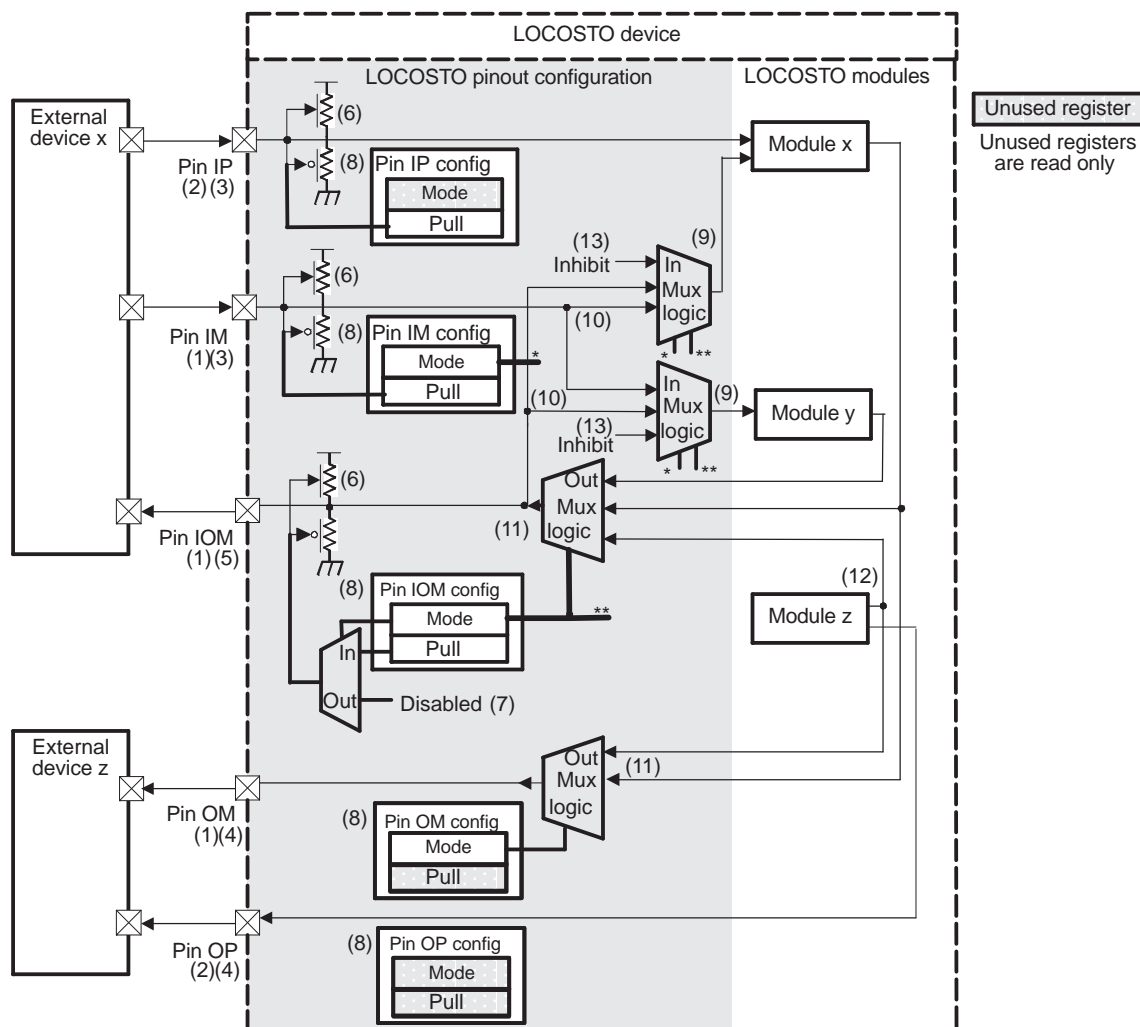 LOCOSTO device
LOCOSTO pinout configuration
LOCOSTO modules
External
device x
Unused register
Unused registers
are read only
Pin IP
(2) (3)
(6)
(8)
Pin IP config
Mode
Pull
Module x
(13)
Inhibit
(9)
In
Mux
logic
* **
Pin IM
(1)(3)
(6)
(8)
Pin IM config
Mode
Pull
*
(10)
(10)
In
Mux
logic
(9)
(13)
Inhibit
* **
Module y
Pin IOM
(1)(5)
(6)
(11)
Out
Mux
logic
(8)
Pin IOM config
Mode
Pull
**
In
Out
Disabled (7)
(12)
Module z
External
device z
Out
Mux
logic
(11)
Pin OM
(1)(4)
(8)
Pin OM config
Mode
Pull
Pin OP
(2)(4)
(8)
Pin OP config
Mode
Pull